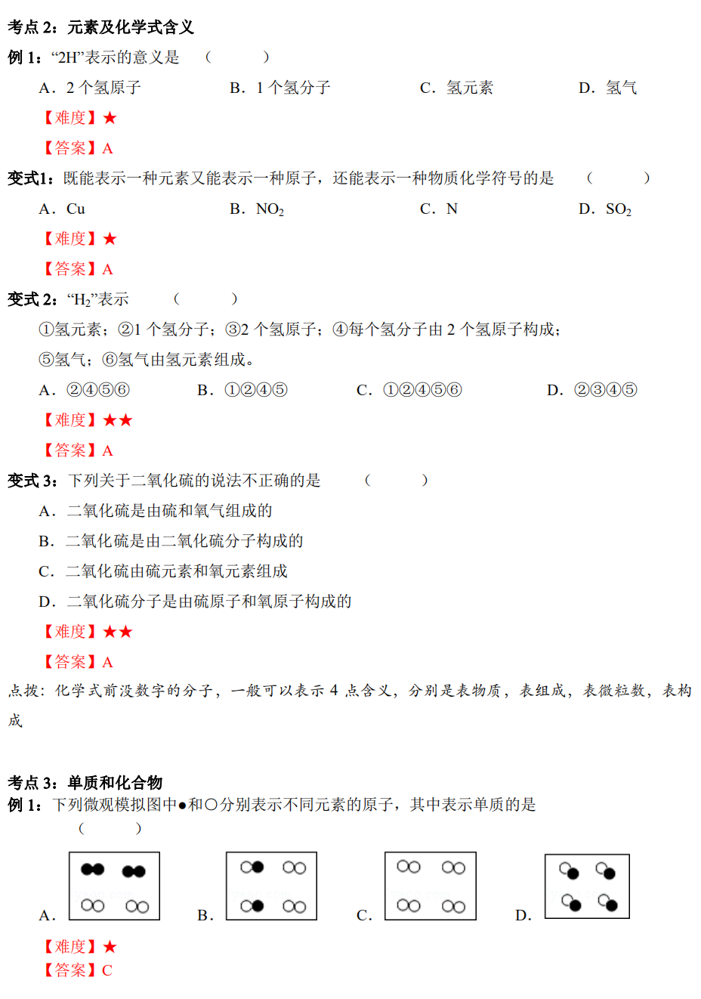 考点 2：元素及化学式含义
例 1：“2H”表示的意义是 （ ）
A．2 个氢原子 B．1 个氢分子 C．氢元素 D．氢气
【难度】★
【答案】A
变式1：既能表示一种元素又能表示一种原子，还能表示一种物质化学符号的是 （ ）
A．Cu B．NO₂ C．N D．SO₂
【难度】★
【答案】A
变式 2：“H₂”表示 （ ）
①氢元素；②1 个氢分子；③2 个氢原子；④每个氢分子由 2 个氢原子构成；
⑤氢气；⑥氢气由氢元素组成。
A．②④⑤⑥ B．①②④⑤ C．①②④⑤⑥ D．②③④⑤
【难度】★★
【答案】A
变式 3：下列关于二氧化硫的说法不正确的是 （ ）
A．二氧化硫是由硫和氧气组成的
B．二氧化硫是由二氧化硫分子构成的
C．二氧化硫由硫元素和氧元素组成
D．二氧化硫分子是由硫原子和氧原子构成的
【难度】★★
【答案】A
点拨：化学式前没数字的分子，一般可以表示 4 点含义，分别是表物质，表组成，表微粒数，表构
成
考点 3：单质和化合物
例 1：下列微观模拟图中●和○分别表示不同元素的原子，其中表示单质的是
（ ）
A． B． C． D．
【难度】★
【答案】C